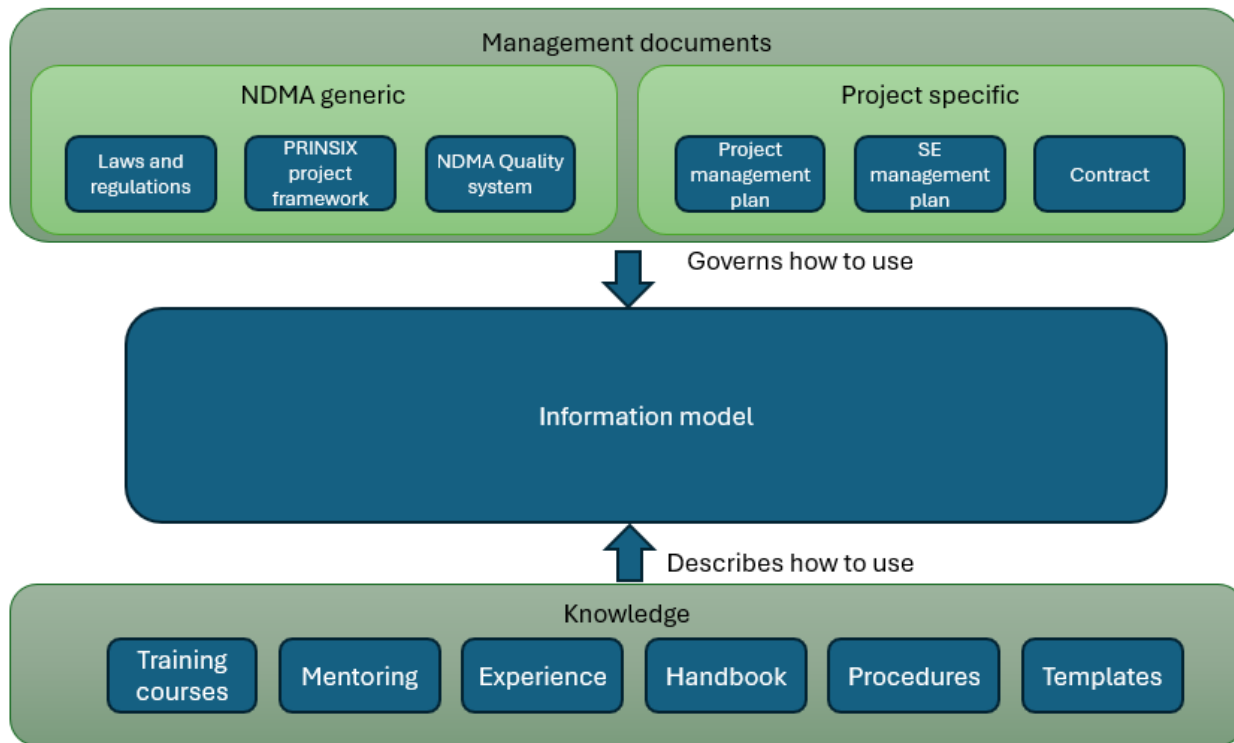 Management documents
NDMA generic
Project specific
Laws and
regulations
PRINSIX
project
framework
NDMA Quality
system
Project
management
plan
SE
management
plan
Contract
Governs how to use
Information model
Describes how to use
Knowledge
Training
courses
Mentoring
Experience
Handbook
Procedures
Templates